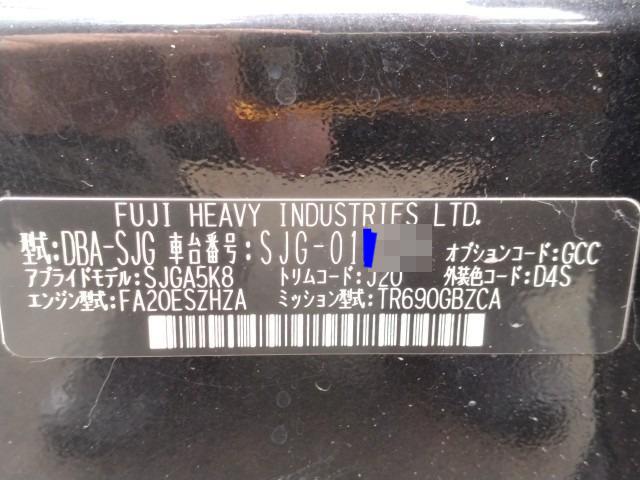 FUJI HEAVY INDUSTRIES LTD.
型式:DBA-SJG 車台番号:SJG-01 オプションコード:GCC
アプライドモデル:SJGA5K8 トリムコード:J20 外装色コード:D4S
エンジン型式:FA20ESZHZA ミッション型式:TR690GBZCA